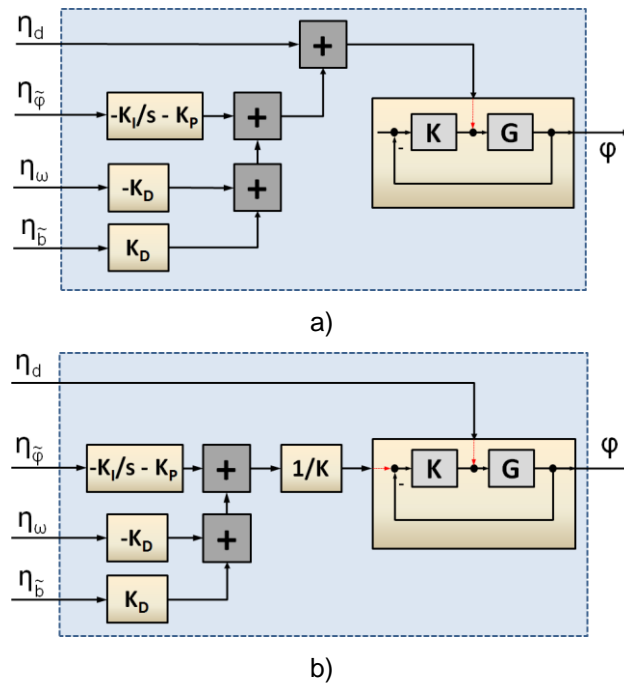 η_d
+
η_φ̃
-K_I/s - K_P
+
K
-
G
φ
η_ω
-K_D
+
η_b̃
K_D
a)
η_d
η_φ̃
-K_I/s - K_P
+
1/K
K
-
G
φ
η_ω
-K_D
+
η_b̃
K_D
b)